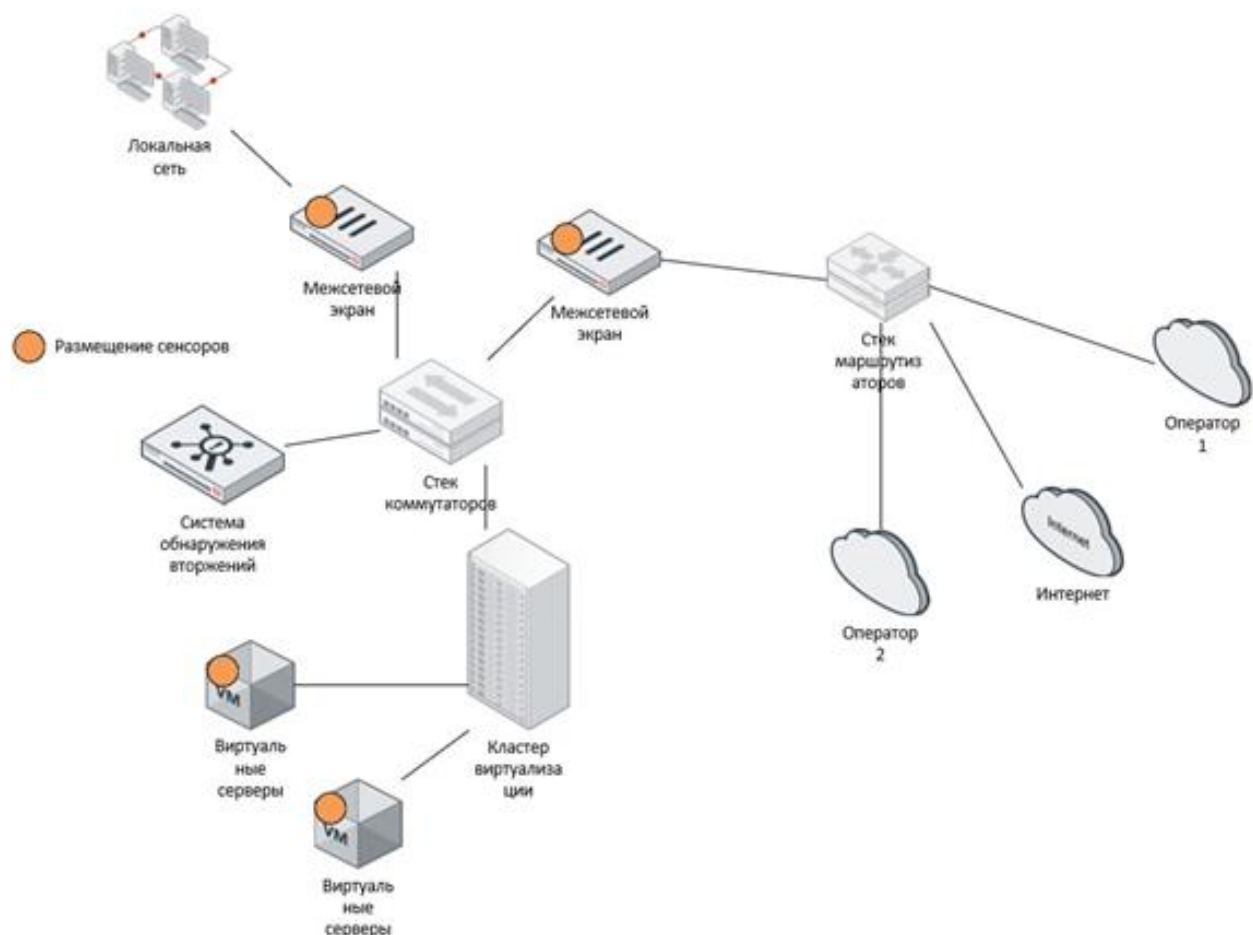 Локальная
сеть
Межсетевой
экран
Межсетевой
экран
Размещение сенсоров
Стек
маршрутиз
аторов
Оператор
1
Стек
коммутаторов
Система
обнаружения
вторжений
Internet
Интернет
Оператор
2
VM
Виртуаль
ные
серверы
Кластер
виртуализа
ции
VM
Виртуаль
ные
серверы